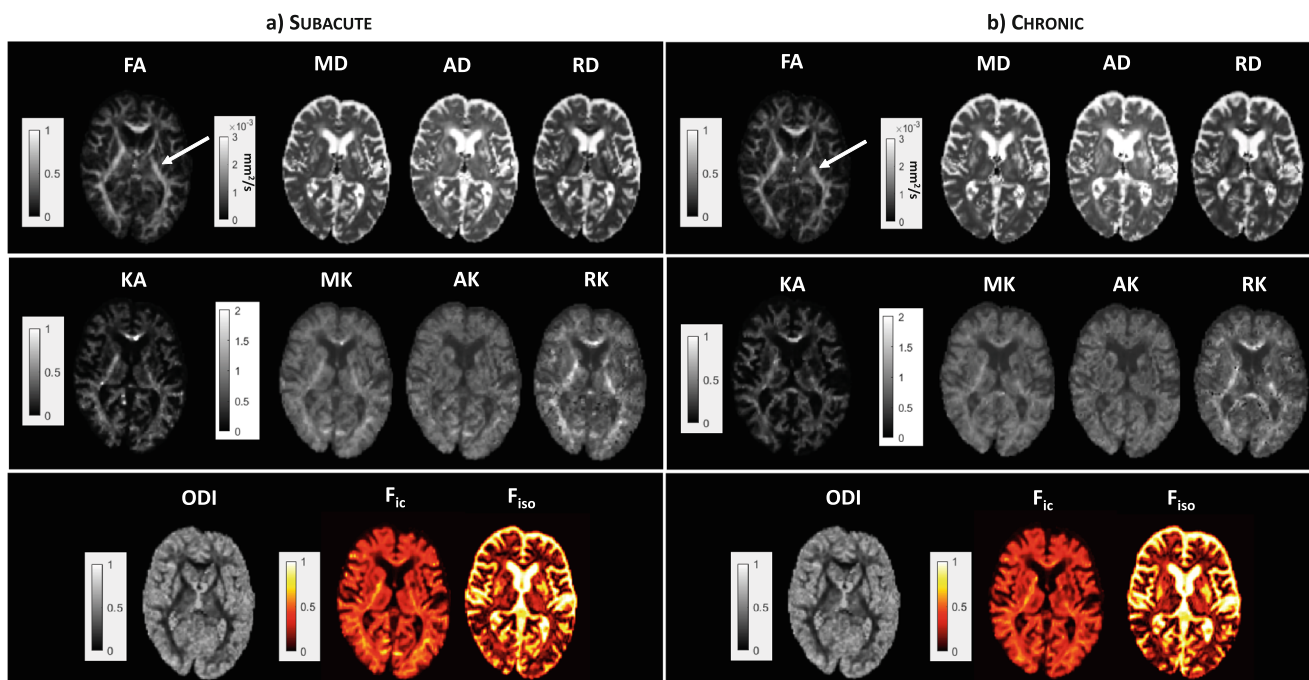 a) SUBACUTE
b) CHRONIC
FA
MD
AD
RD
1
0.5
0
×10⁻³
3
2
1
0
mm²/s
FA
MD
AD
RD
1
0.5
0
×10⁻³
3
2
1
0
mm²/s
KA
MK
AK
RK
1
0.5
0
2
1.5
1
0.5
0
KA
MK
AK
RK
1
0.5
0
2
1.5
1
0.5
0
ODI
Fic
Fiso
1
0.5
0
1
0.5
0
ODI
Fic
Fiso
1
0.5
0
1
0.5
0